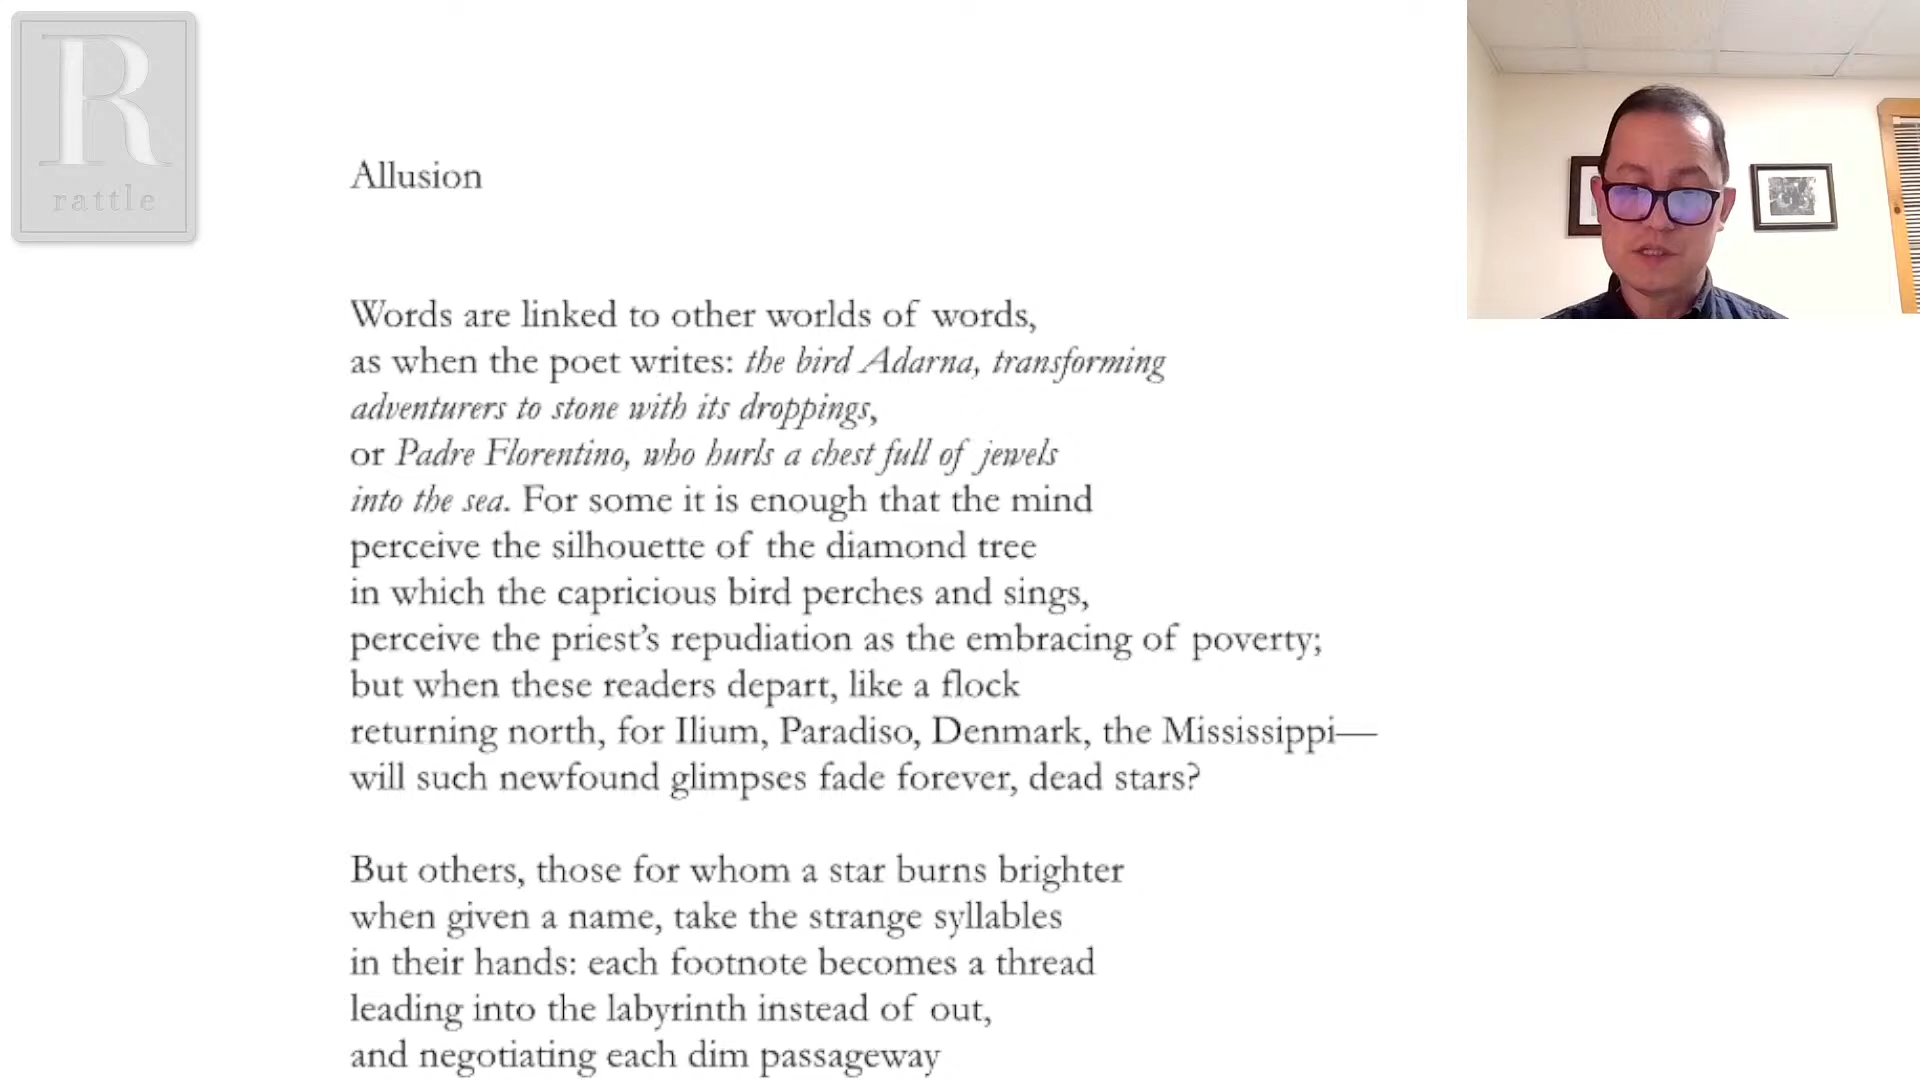 R
rattle
Allusion
Words are linked to other worlds of words,
as when the poet writes: the bird Adarna, transforming
adventurers to stone with its droppings,
or Padre Florentino, who hurls a chest full of jewels
into the sea. For some it is enough that the mind
perceive the silhouette of the diamond tree
in which the capricious bird perches and sings,
perceive the priest’s repudiation as the embracing of poverty;
but when these readers depart, like a flock
returning north, for Ilium, Paradiso, Denmark, the Mississippi—
will such newfound glimpses fade forever, dead stars?
But others, those for whom a star burns brighter
when given a name, take the strange syllables
in their hands: each footnote becomes a thread
leading into the labyrinth instead of out,
and negotiating each dim passageway